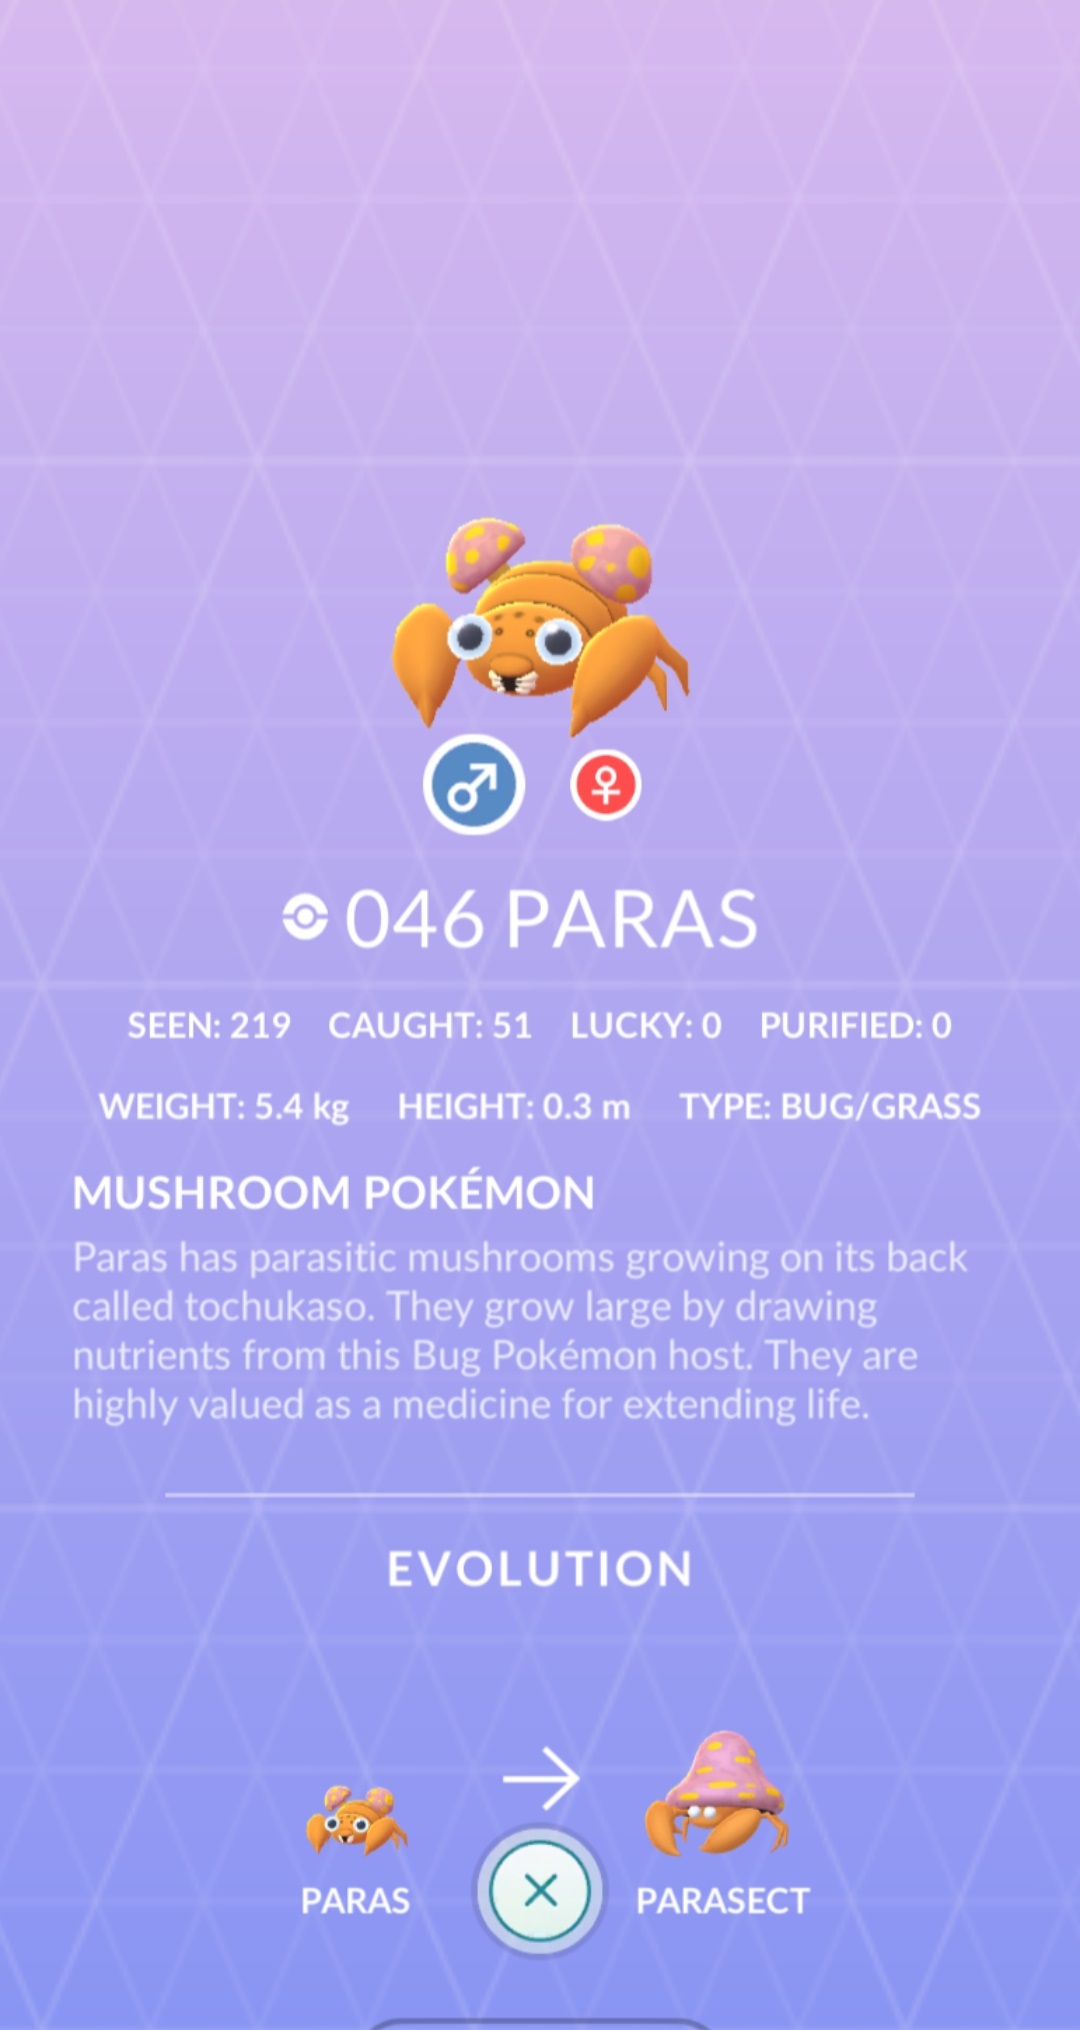 046 PARAS
SEEN: 219 CAUGHT: 51 LUCKY: 0 PURIFIED: 0
WEIGHT: 5.4 kg HEIGHT: 0.3 m TYPE: BUG/GRASS
MUSHROOM POKÉMON
Paras has parasitic mushrooms growing on its back
called tochukaso. They grow large by drawing
nutrients from this Bug Pokémon host. They are
highly valued as a medicine for extending life.
EVOLUTION
PARAS PARASECT